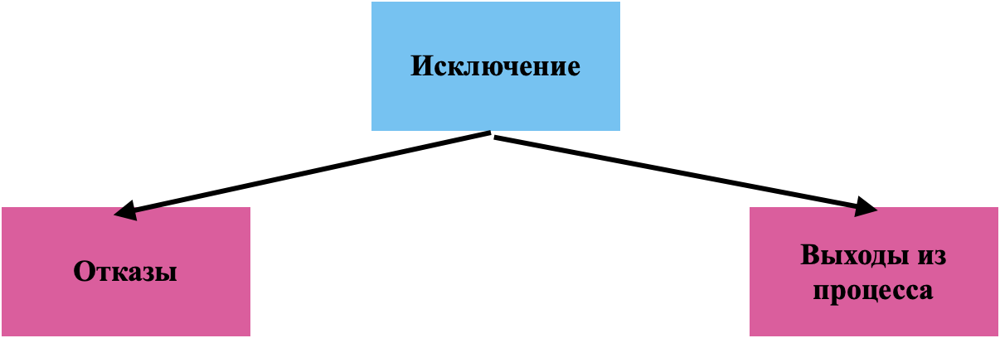 Исключение
Отказы
Выходы из
процесса